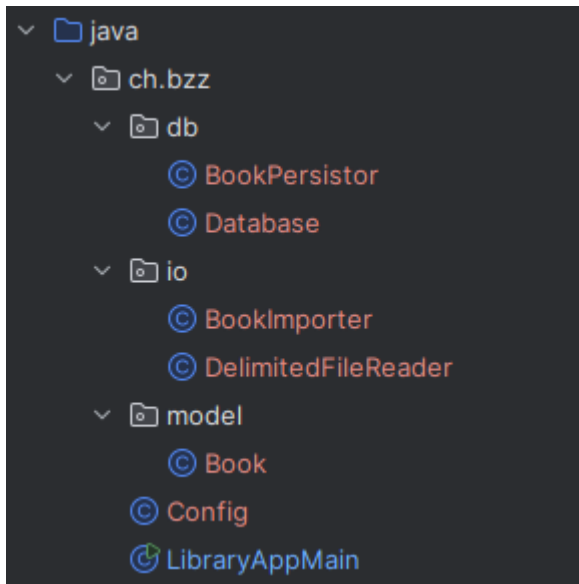 java
ch.bzz
db
BookPersistor
Database
io
BookImporter
DelimitedFileReader
model
Book
Config
LibraryAppMain